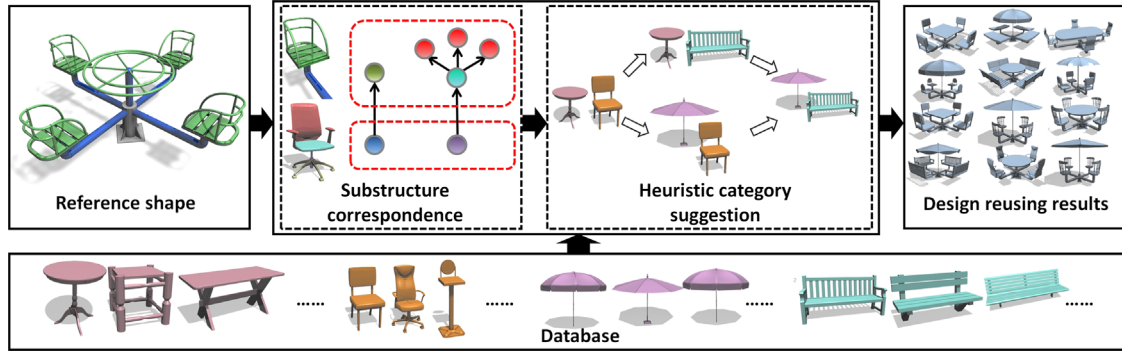 Reference shape
Substructure
correspondence
Heuristic category
suggestion
Design reusing results
......
......
......
......
Database